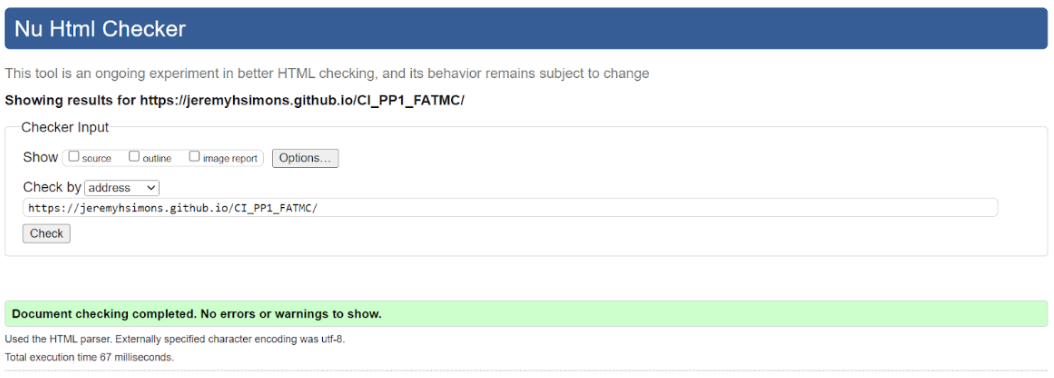 Nu Html Checker
This tool is an ongoing experiment in better HTML checking, and its behavior remains subject to change
Showing results for https://jeremyhsimons.github.io/CI_PP1_FATMC/
Checker Input
Show source outline image report Options...
Check by address
https://jeremyhsimons.github.io/CI_PP1_FATMC/
Check
Document checking completed. No errors or warnings to show.
Used the HTML parser. Externally specified character encoding was utf-8.
Total execution time 67 milliseconds.